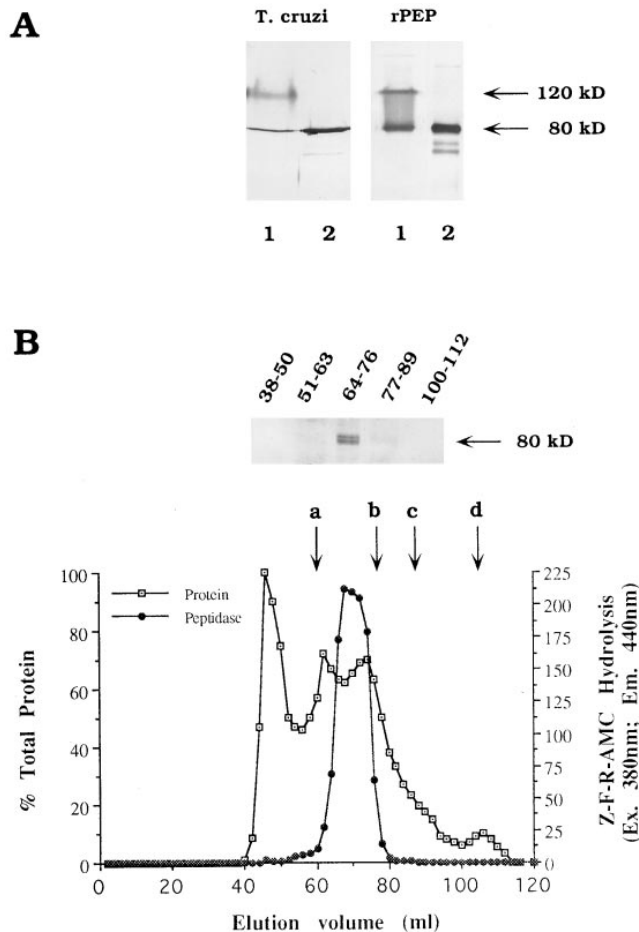 A
T. cruzi rPEP
120 kD
80 kD
1 2 1 2
B
38-50 51-63 64-76 77-89 100-112
80 kD
a b c d
100 80 60 40 20 0
% Total Protein
Protein
Peptidase
225 200 175 150 125 100 75 50 25 0
Z-F-R-AMC Hydrolysis
(Ex. 380nm; Em. 440nm)
0 20 40 60 80 100 120
Elution volume (ml)